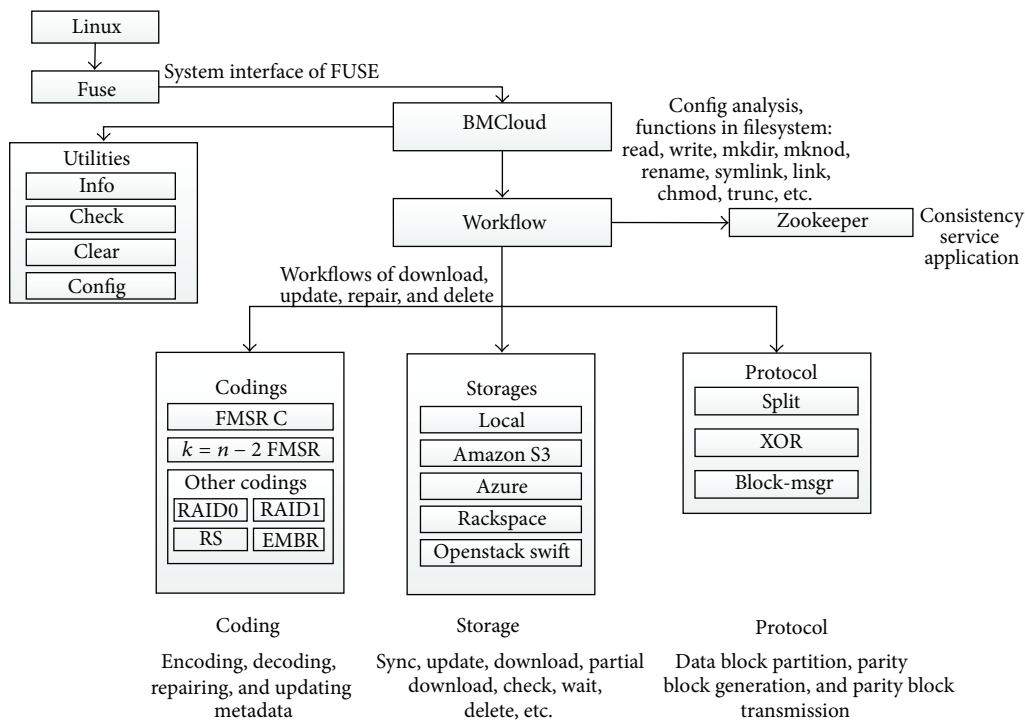 Linux
Fuse
System interface of FUSE
BMCloud
Config analysis,
functions in filesystem:
read, write, mkdir, mknod,
rename, symlink, link,
chmod, trunc, etc.
Utilities
Info
Check
Clear
Config
Workflow
Zookeeper
Consistency
service
application
Workflows of download,
update, repair, and delete
Codings
FMSR C
k = n − 2 FMSR
Other codings
RAID0 RAID1
RS EMBR
Storages
Local
Amazon S3
Azure
Rackspace
Openstack swift
Protocol
Split
XOR
Block-msgr
Coding
Encoding, decoding,
repairing, and updating
metadata
Storage
Sync, update, download, partial
download, check, wait,
delete, etc.
Protocol
Data block partition, parity
block generation, and parity block
transmission